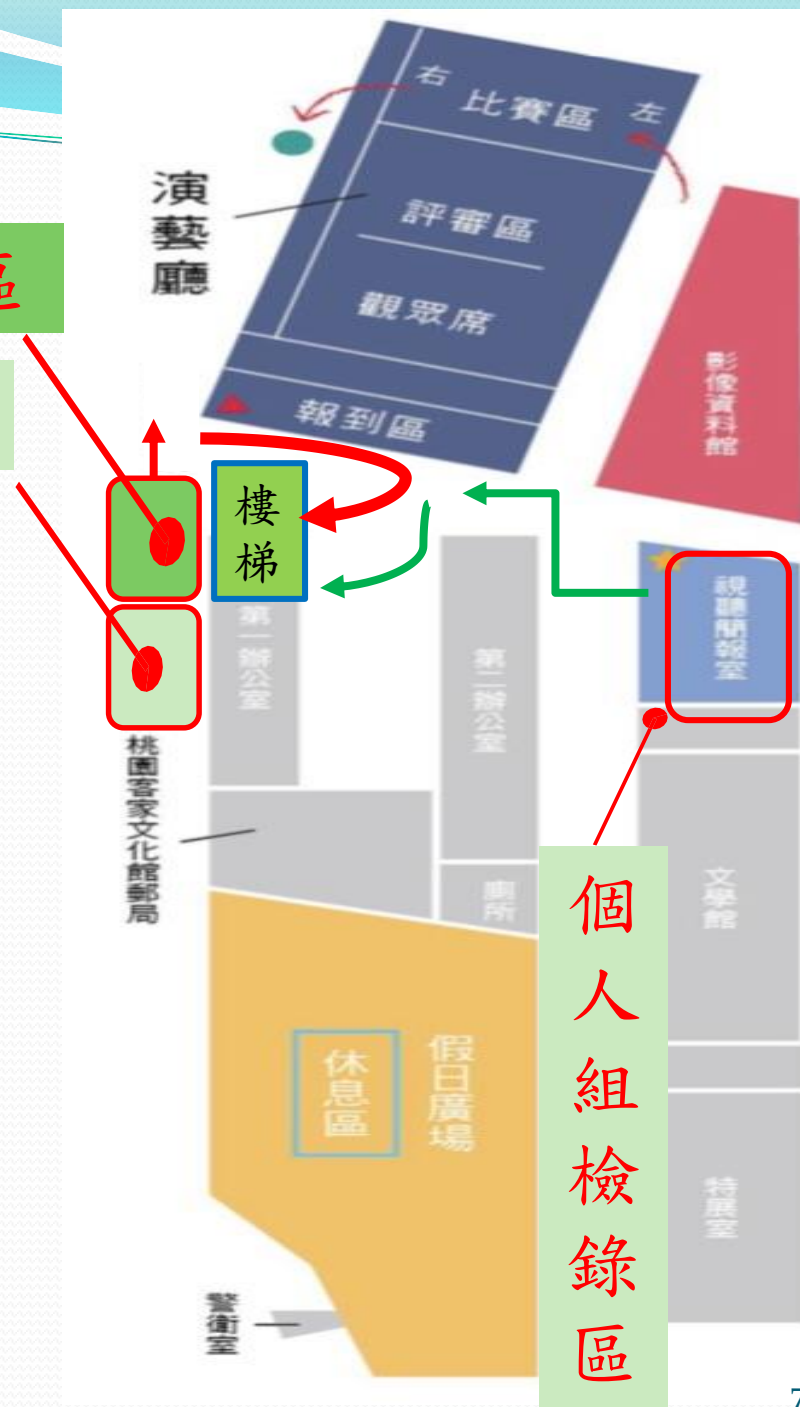 右
比賽區
左
演藝廳
評審區
觀眾席
區
影像資料館
報到區
樓梯
視聽簡報室
第一辦公室
第二辦公室
桃園客家文化館郵局
廁所
文學館
個人組檢錄區
休息區
假日廣場
特展室
警衛室
7